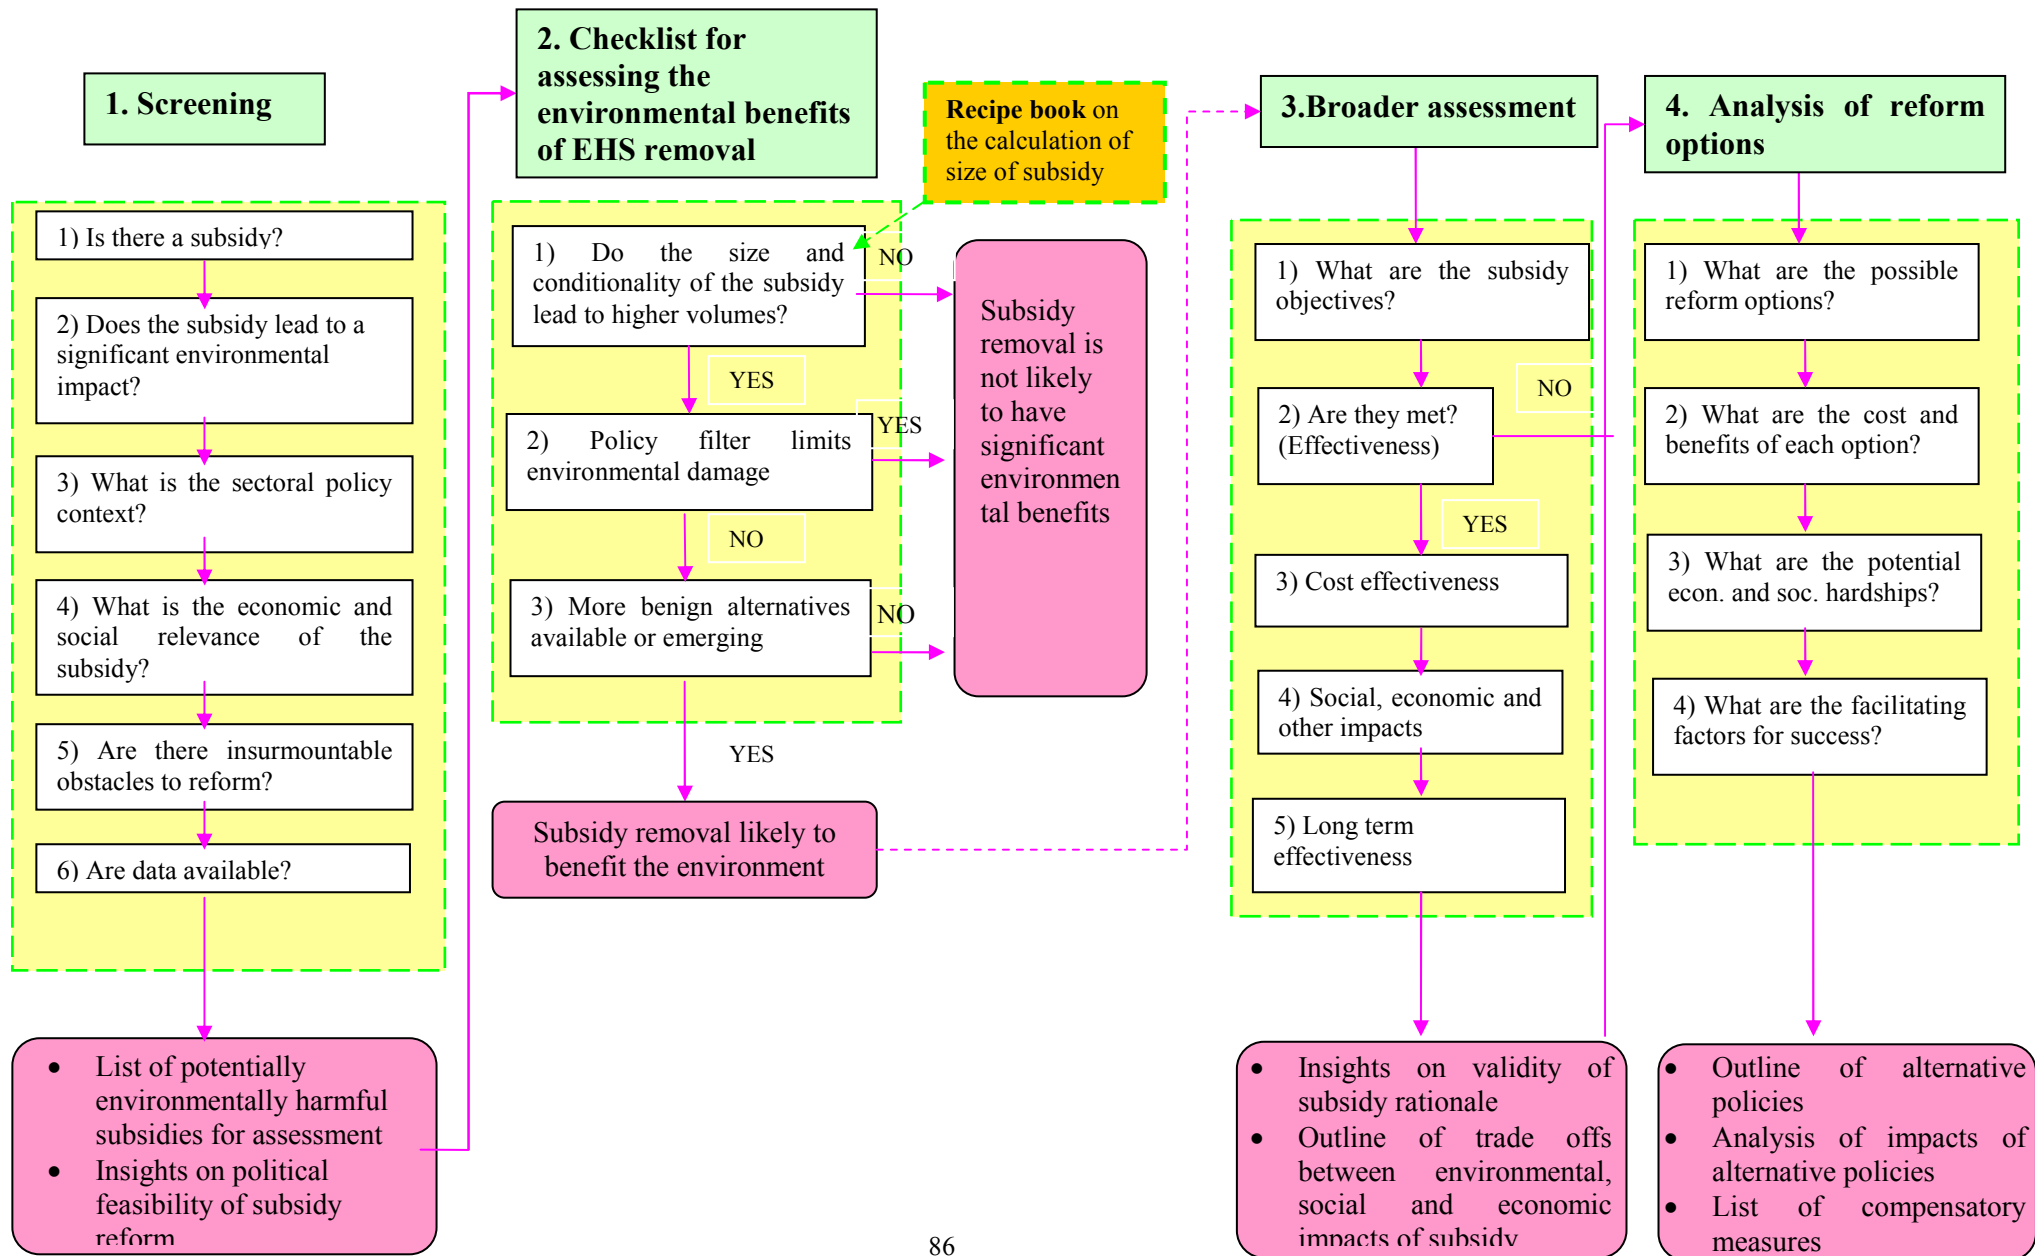 1. Screening
1) Is there a subsidy?
2) Does the subsidy lead to a
significant environmental
impact?
3) What is the sectoral policy
context?
4) What is the economic and
social relevance of the
subsidy?
5) Are there insurmountable
obstacles to reform?
6) Are data available?
• List of potentially
environmentally harmful
subsidies for assessment
• Insights on political
feasibility of subsidy
reform
2. Checklist for
assessing the
environmental benefits
of EHS removal
Recipe book on
the calculation of
size of subsidy
1) Do the size and
conditionality of the subsidy
lead to higher volumes?
NO
YES
2) Policy filter limits
environmental damage
YES
NO
3) More benign alternatives
available or emerging
NO
YES
Subsidy
removal is
not likely
to have
significant
environmen
tal benefits
Subsidy removal likely to
benefit the environment
3.Broader assessment
1) What are the subsidy
objectives?
2) Are they met?
(Effectiveness)
NO
YES
3) Cost effectiveness
4) Social, economic and
other impacts
5) Long term
effectiveness
• Insights on validity of
subsidy rationale
• Outline of trade offs
between environmental,
social and economic
impacts of subsidy
4. Analysis of reform
options
1) What are the possible
reform options?
2) What are the cost and
benefits of each option?
3) What are the potential
econ. and soc. hardships?
4) What are the facilitating
factors for success?
• Outline of alternative
policies
• Analysis of impacts of
alternative policies
• List of compensatory
measures
86